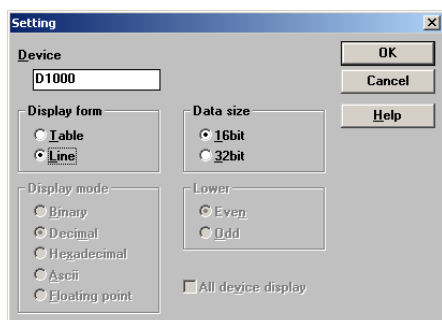 Setting
Device
D1000
OK
Cancel
Help
Display form
Table
Line
Data size
16bit
32bit
Display mode
Binary
Decimal
Hexadecimal
Ascii
Floating point
Lower
Even
Odd
All device display